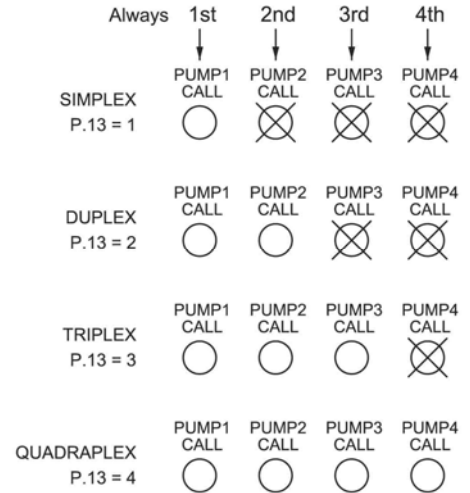 Always 1st 2nd 3rd 4th
PUMP1 PUMP2 PUMP3 PUMP4
CALL CALL CALL CALL
SIMPLEX
P.13 = 1
PUMP1 PUMP2 PUMP3 PUMP4
CALL CALL CALL CALL
DUPLEX
P.13 = 2
PUMP1 PUMP2 PUMP3 PUMP4
CALL CALL CALL CALL
TRIPLEX
P.13 = 3
PUMP1 PUMP2 PUMP3 PUMP4
CALL CALL CALL CALL
QUADRAPLEX
P.13 = 4